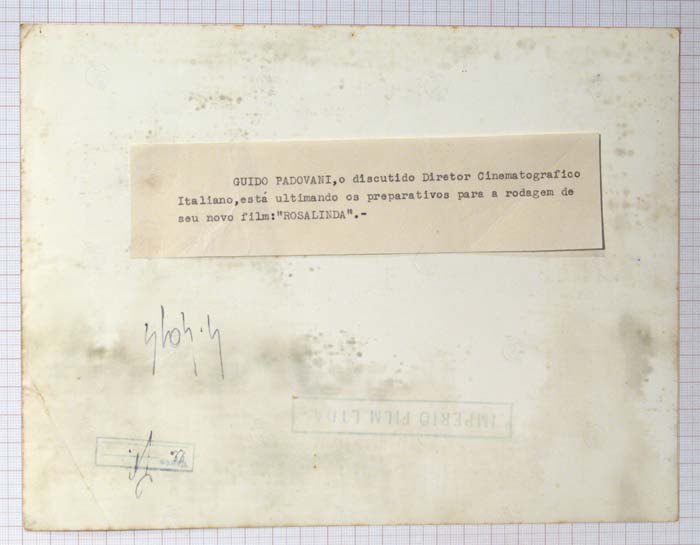 GUIDO PADOVANI,o discutido Diretor Cinematografico
Italiano,está ultimando os preparativos para a rodagem de
seu novo film:"ROSALINDA".-
IMPERIO FILM LTDA